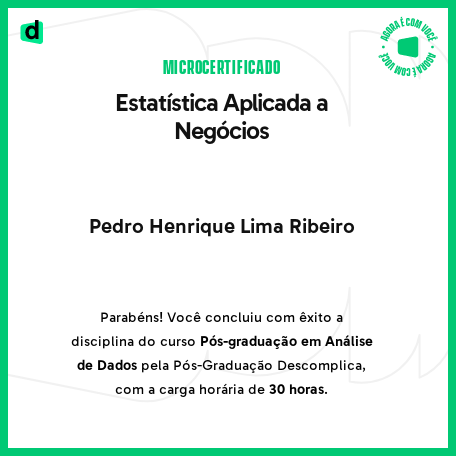 d
AGORA É COM VOCÊ • AGORA É COM VOCÊ •
MICROCERTIFICADO
Estatística Aplicada a
Negócios
Pedro Henrique Lima Ribeiro
Parabéns! Você concluiu com êxito a
disciplina do curso Pós-graduação em Análise
de Dados pela Pós-Graduação Descomplica,
com a carga horária de 30 horas.